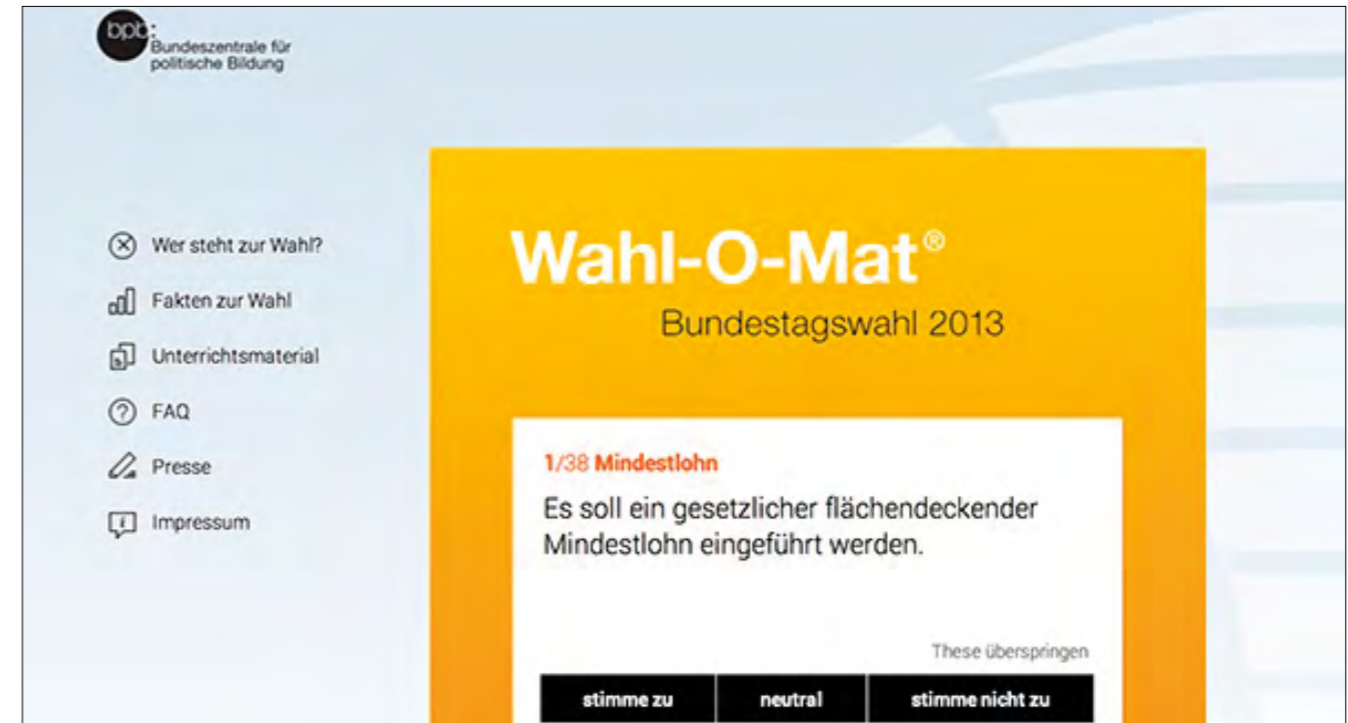 bpb:
Bundeszentrale für
politische Bildung
Wer steht zur Wahl?
Fakten zur Wahl
Unterrichtsmaterial
FAQ
Presse
Impressum
Wahl-O-Mat®
Bundestagswahl 2013
1/38 Mindestlohn
Es soll ein gesetzlicher flächendeckender
Mindestlohn eingeführt werden.
These überspringen
stimme zu neutral stimme nicht zu